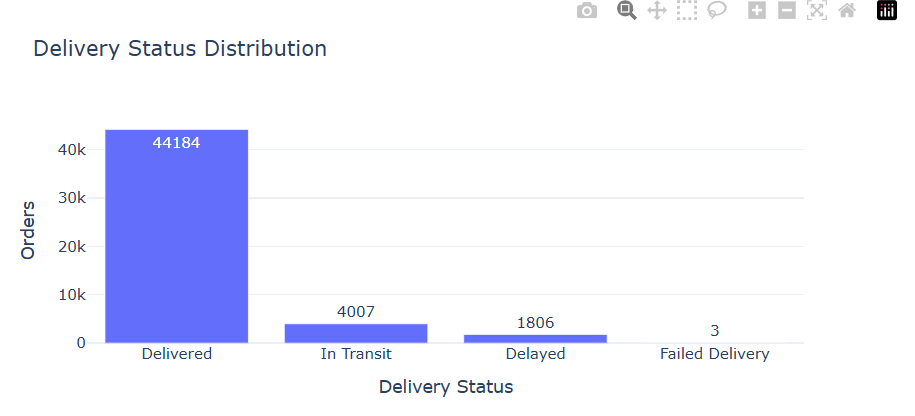 Delivery Status Distribution
44184
40k
30k
20k
10k
0
4007
1806
3
Orders
Delivered
In Transit
Delayed
Failed Delivery
Delivery Status